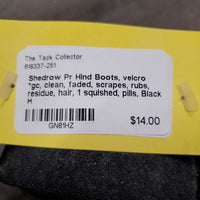 The Tack Collector
619337-251
Shedrow Pr Hind Boots, velcro
*gc, clean, faded, scrapes, rubs,
residue, hair, 1 squished, pills, Black
H
GN81HZ
$14.00